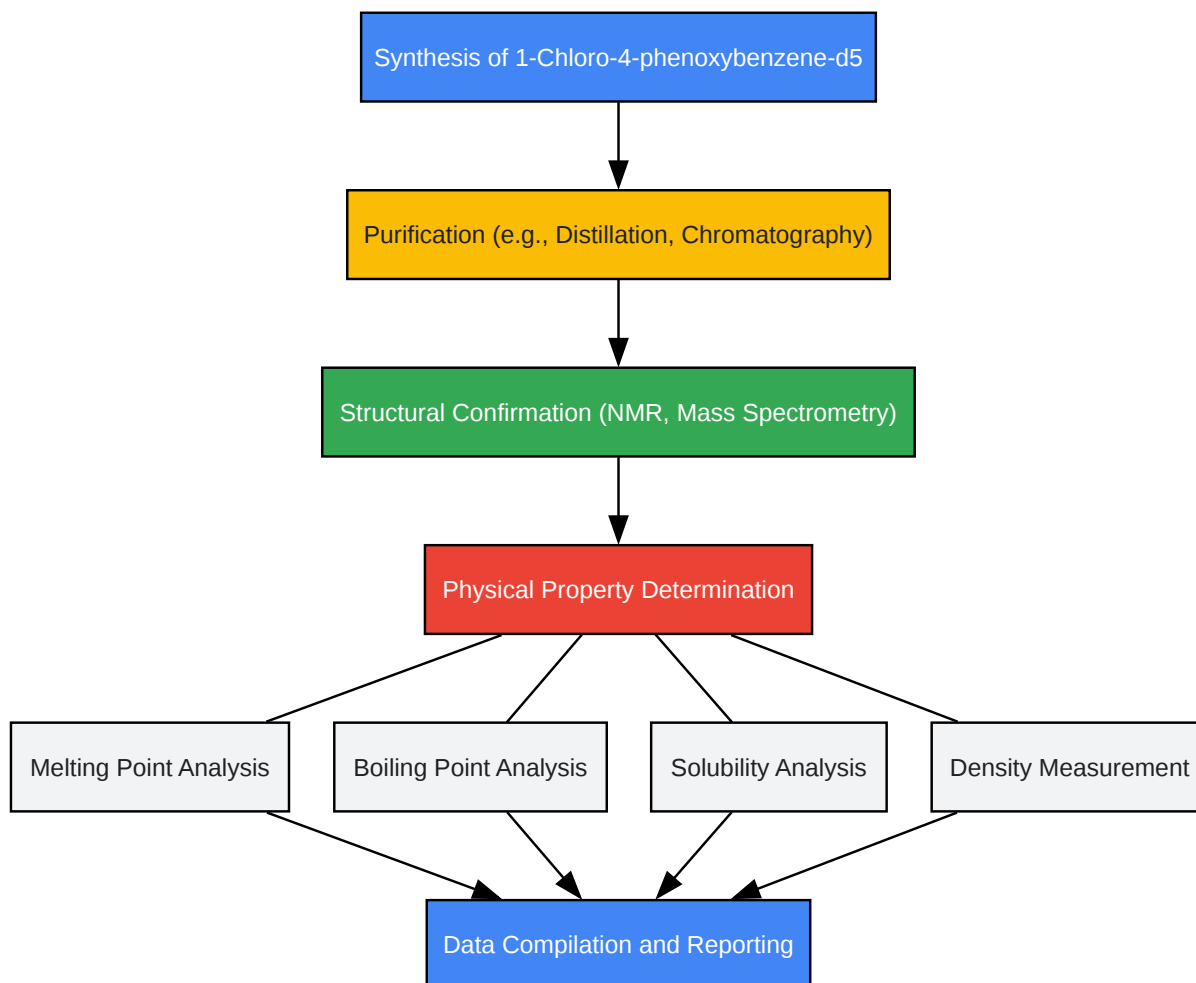 Synthesis of 1-Chloro-4-phenoxybenzene-d5
Purification (e.g., Distillation, Chromatography)
Structural Confirmation (NMR, Mass Spectrometry)
Physical Property Determination
Melting Point Analysis
Boiling Point Analysis
Solubility Analysis
Density Measurement
Data Compilation and Reporting